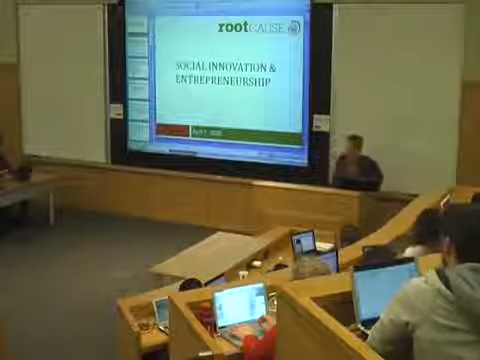 rootCAUSE
SOCIAL INNOVATION &
ENTREPRENEURSHIP